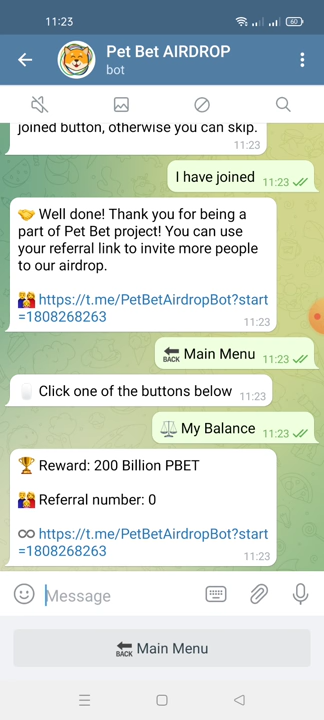 11:23
60
Pet Bet AIRDROP
bot
joined button, otherwise you can skip.
11:23
I have joined
11:23
🤝 Well done! Thank you for being a
part of Pet Bet project! You can use
your referral link to invite more people
to our airdrop.
👫 https://t.me/PetBetAirdropBot?start
=1808268263
11:23
🔙 Main Menu
11:23
Click one of the buttons below
11:23
⚖️ My Balance
11:23
🏆 Reward: 200 Billion PBET
👫 Referral number: 0
♾ https://t.me/PetBetAirdropBot?start
=1808268263
11:23
Message
🔙 Main Menu